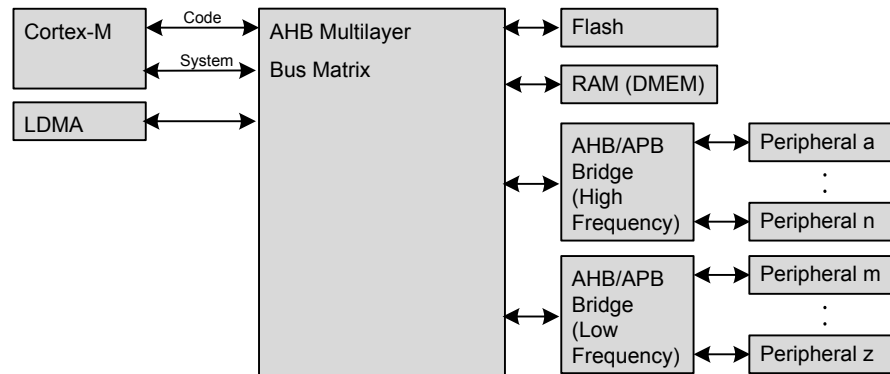 Cortex-M
Code
System
LDMA
AHB Multilayer
Bus Matrix
Flash
RAM (DMEM)
AHB/APB
Bridge
(High
Frequency)
Peripheral a
:
Peripheral n
AHB/APB
Bridge
(Low
Frequency)
Peripheral m
:
Peripheral z